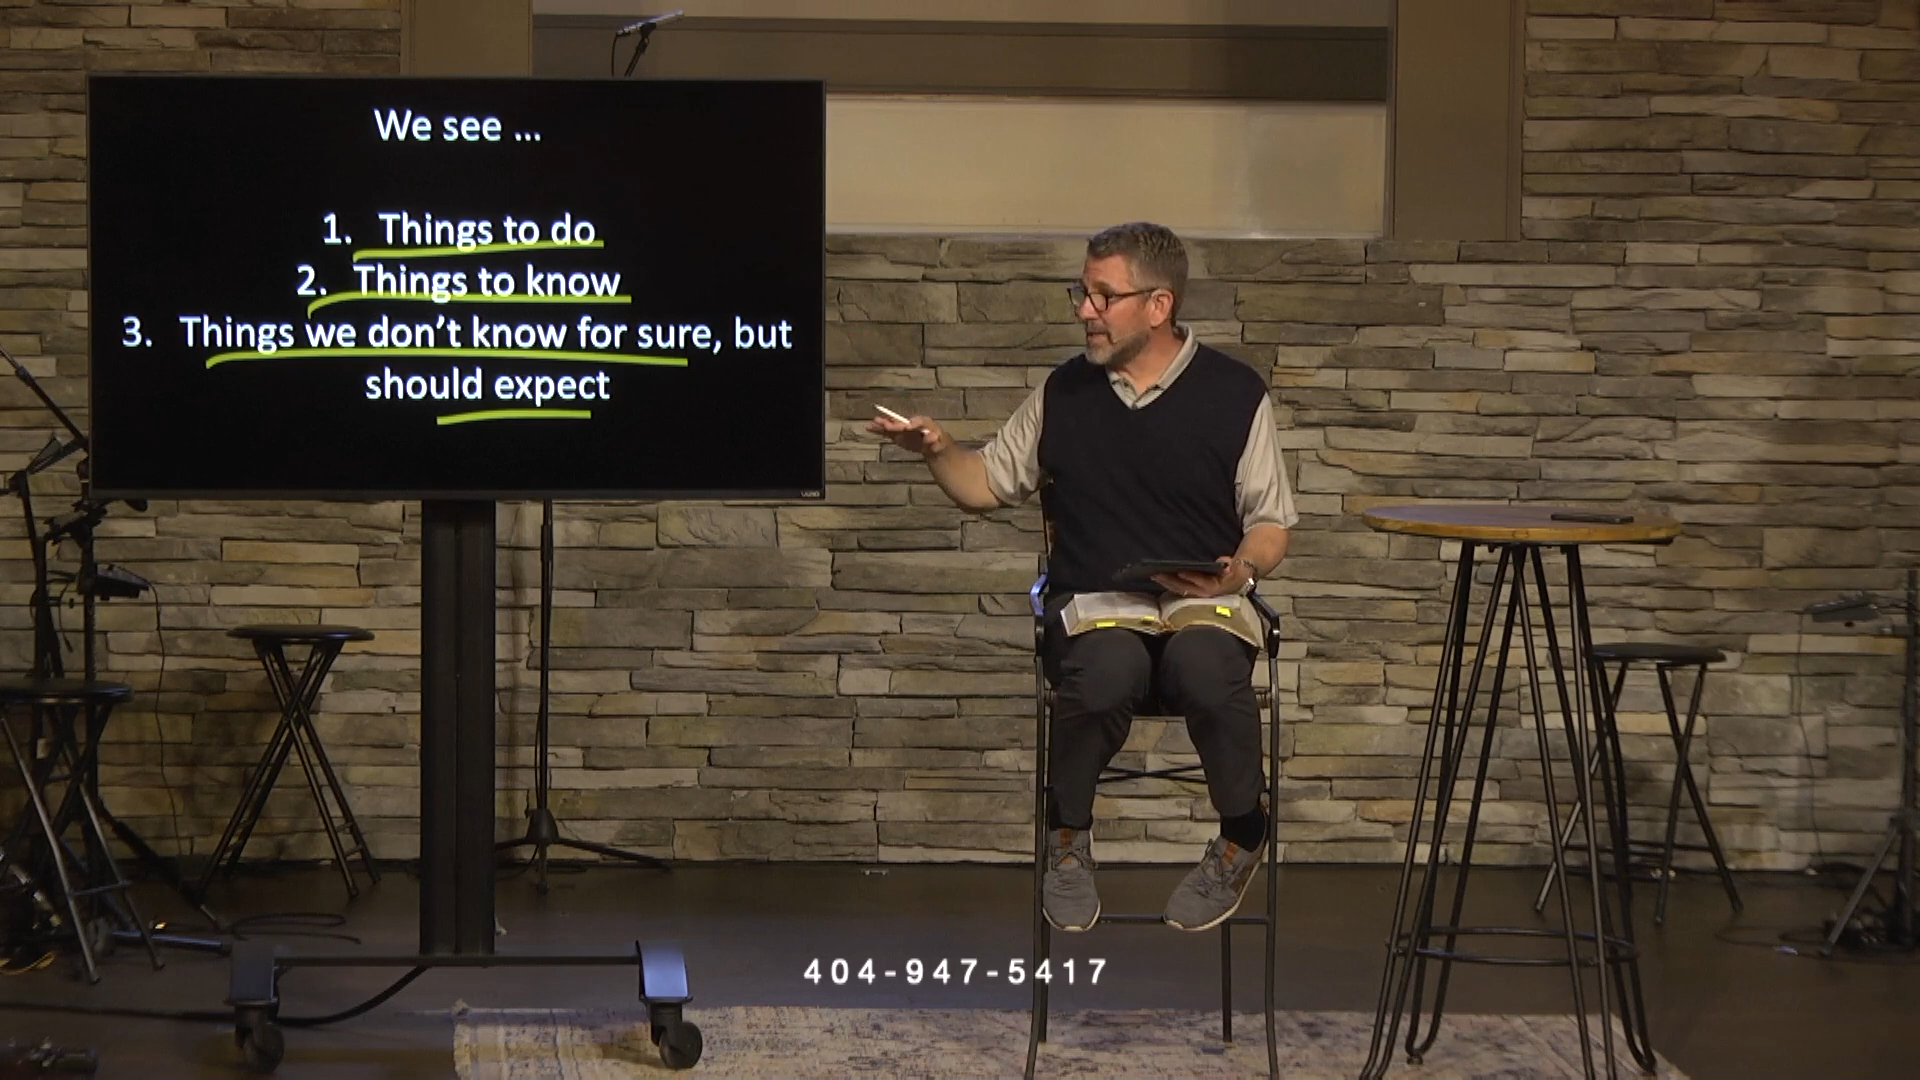 We see ...
1. Things to do
2. Things to know
3. Things we don't know for sure, but
should expect
VIZIO
404-947-5417